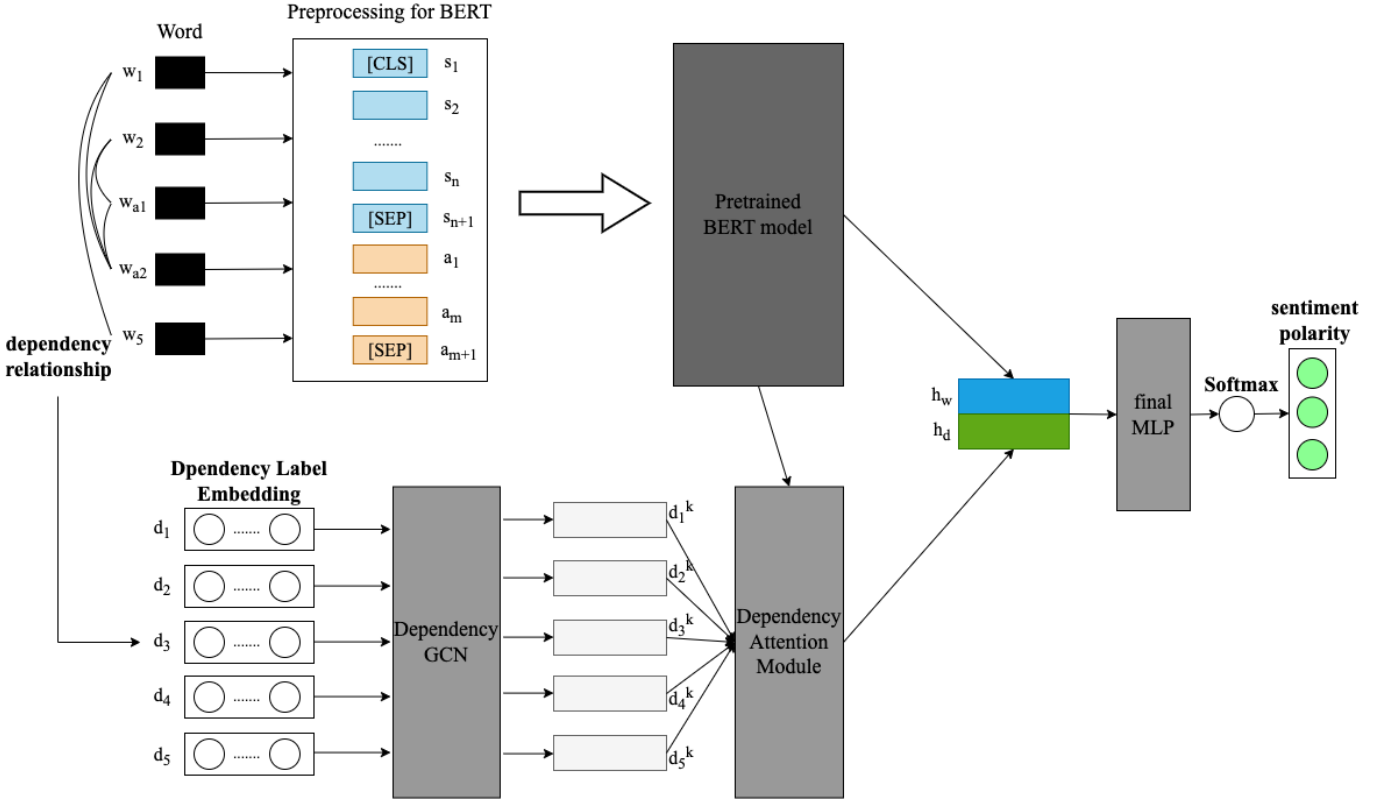 Preprocessing for BERT
Word
w1
w2
wa1
wa2
w5
[CLS] s1
s2
.......
sn
[SEP] sn+1
a1
.......
am
[SEP] am+1
Pretrained
BERT model
dependency
relationship
Dpendency Label
Embedding
d1 .......
d2 .......
d3 .......
d4 .......
d5 .......
Dependency
GCN
d1k
d2k
d3k
d4k
d5k
Dependency
Attention
Module
hw
hd
final
MLP
Softmax
sentiment
polarity